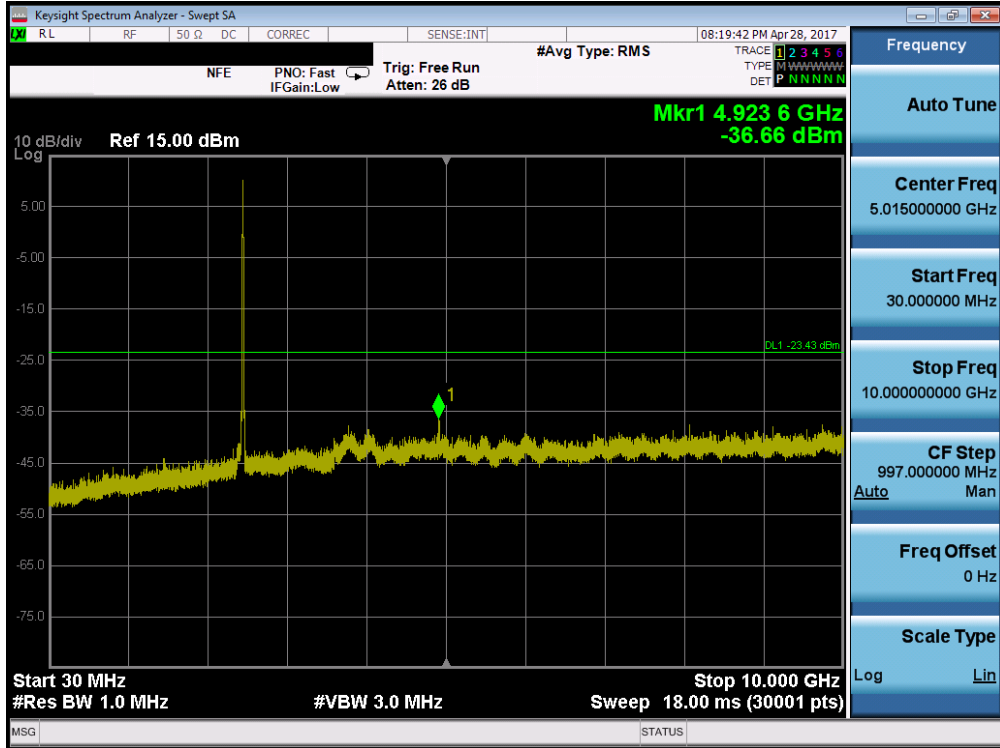 Keysight Spectrum Analyzer - Swept SA
LXI RL RF 50 Ω DC CORREC SENSE:INT 08:19:42 PM Apr 28, 2017
#Avg Type: RMS TRACE 1 2 3 4 5 6
NFE PNO: Fast Trig: Free Run TYPE M WWWWW
IFGain:Low Atten: 26 dB DET P N N N N N
Mkr1 4.923 6 GHz
10 dB/div Ref 15.00 dBm -36.66 dBm
Log
5.00
-5.00
-15.0
DL1 -23.43 dBm
-25.0
1
-35.0
-45.0
-55.0
-65.0
-75.0
Start 30 MHz Stop 10.000 GHz
#Res BW 1.0 MHz #VBW 3.0 MHz Sweep 18.00 ms (30001 pts)
MSG STATUS
Frequency
Auto Tune
Center Freq
5.015000000 GHz
Start Freq
30.000000 MHz
Stop Freq
10.000000000 GHz
CF Step
997.000000 MHz
Auto Man
Freq Offset
0 Hz
Scale Type
Log Lin